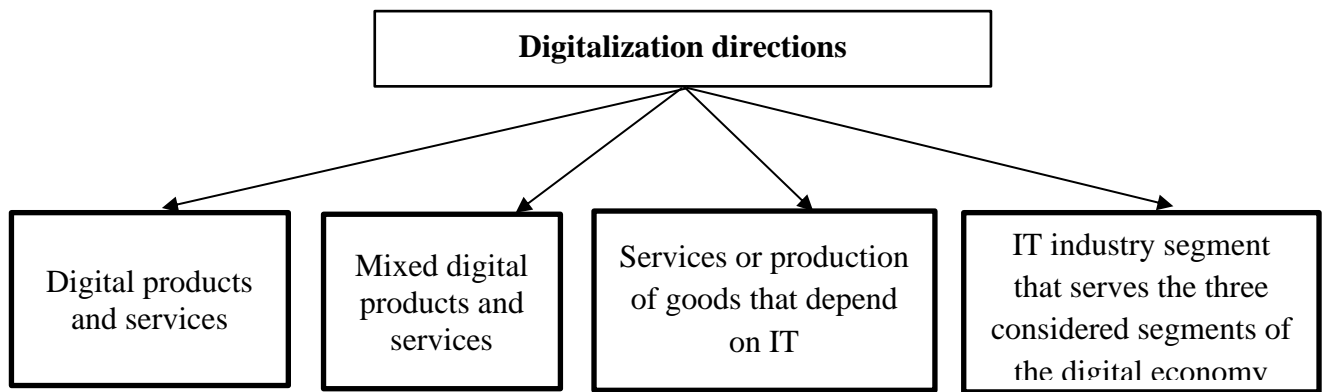 Digitalization directions
Digital products
and services
Mixed digital
products and
services
Services or production
of goods that depend
on IT
IT industry segment
that serves the three
considered segments of
the digital economy